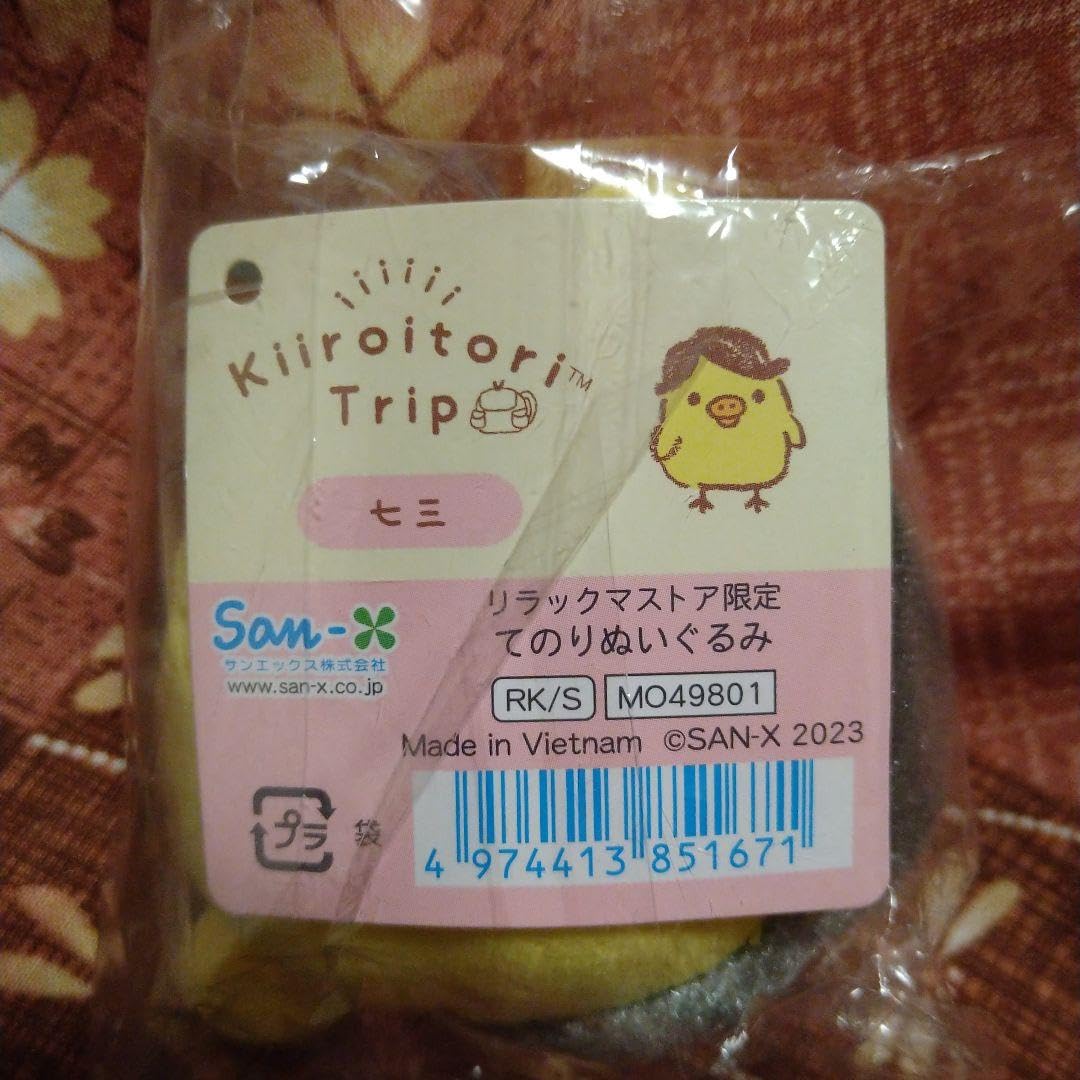 iiiiii
Kiiroitori™
Trip
七三
San-X
サンエックス株式会社
www.san-x.co.jp
リラックマストア限定
てのりぬいぐるみ
RK/S MO49801
Made in Vietnam ©SAN-X 2023
プラ 袋
4 974413 851671